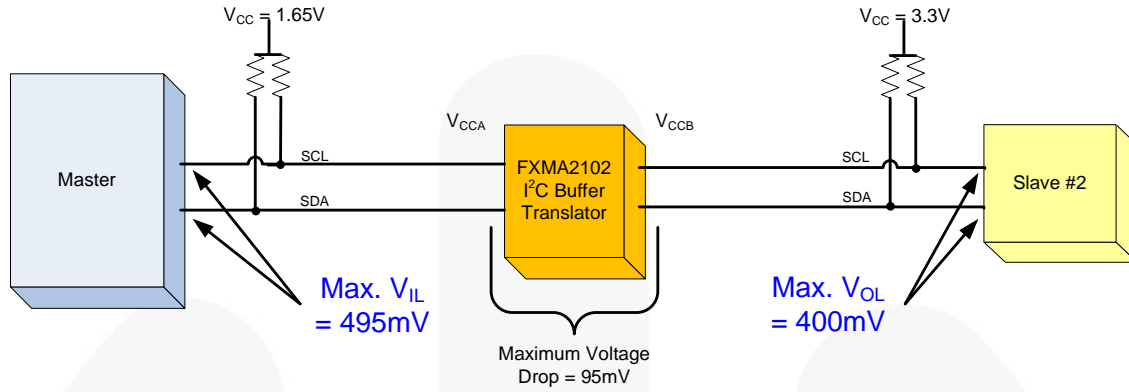 VCC = 1.65V
VCC = 3.3V
VCCA
VCCB
SCL
SCL
Master
FXMA2102
I²C Buffer
Translator
Slave #2
SDA
SDA
Max. VIL
= 495mV
Max. VOL
= 400mV
Maximum Voltage
Drop = 95mV